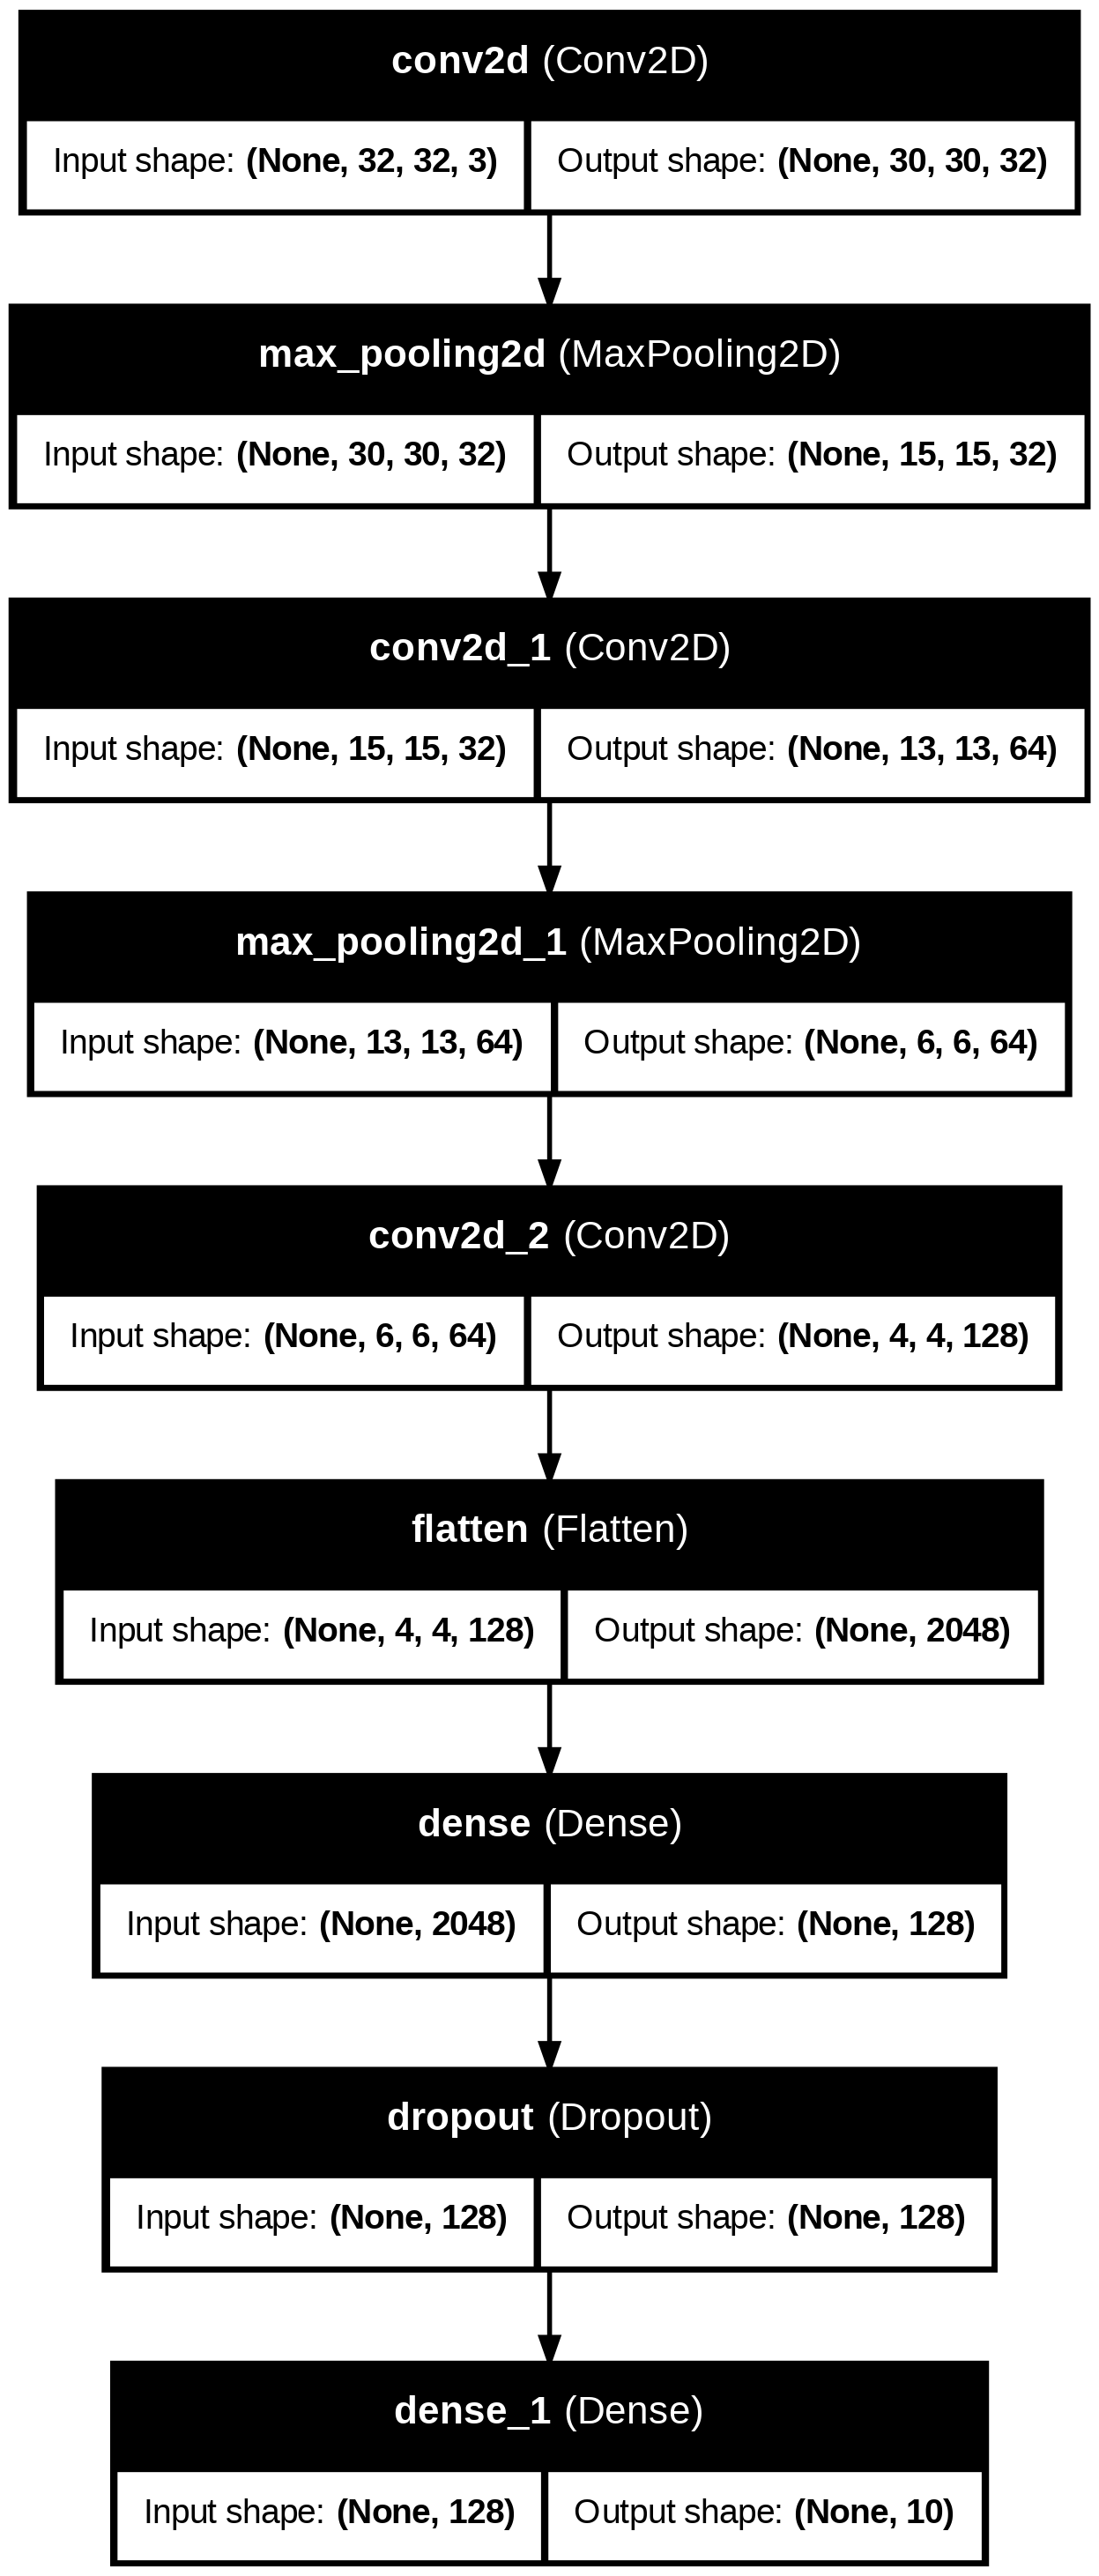 conv2d (Conv2D)
Input shape: (None, 32, 32, 3) Output shape: (None, 30, 30, 32)
max_pooling2d (MaxPooling2D)
Input shape: (None, 30, 30, 32) Output shape: (None, 15, 15, 32)
conv2d_1 (Conv2D)
Input shape: (None, 15, 15, 32) Output shape: (None, 13, 13, 64)
max_pooling2d_1 (MaxPooling2D)
Input shape: (None, 13, 13, 64) Output shape: (None, 6, 6, 64)
conv2d_2 (Conv2D)
Input shape: (None, 6, 6, 64) Output shape: (None, 4, 4, 128)
flatten (Flatten)
Input shape: (None, 4, 4, 128) Output shape: (None, 2048)
dense (Dense)
Input shape: (None, 2048) Output shape: (None, 128)
dropout (Dropout)
Input shape: (None, 128) Output shape: (None, 128)
dense_1 (Dense)
Input shape: (None, 128) Output shape: (None, 10)